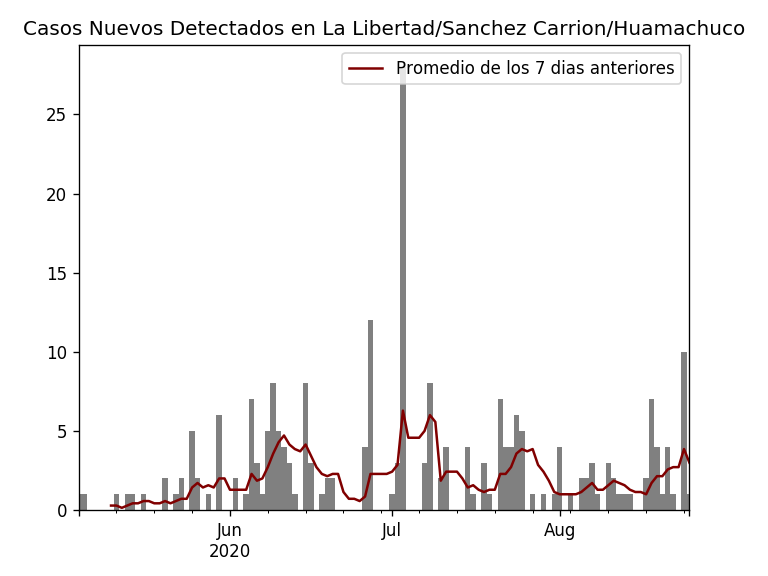 Casos Nuevos Detectados en La Libertad/Sanchez Carrion/Huamachuco
Promedio de los 7 dias anteriores
25
20
15
10
5
0
Jun
2020
Jul
Aug